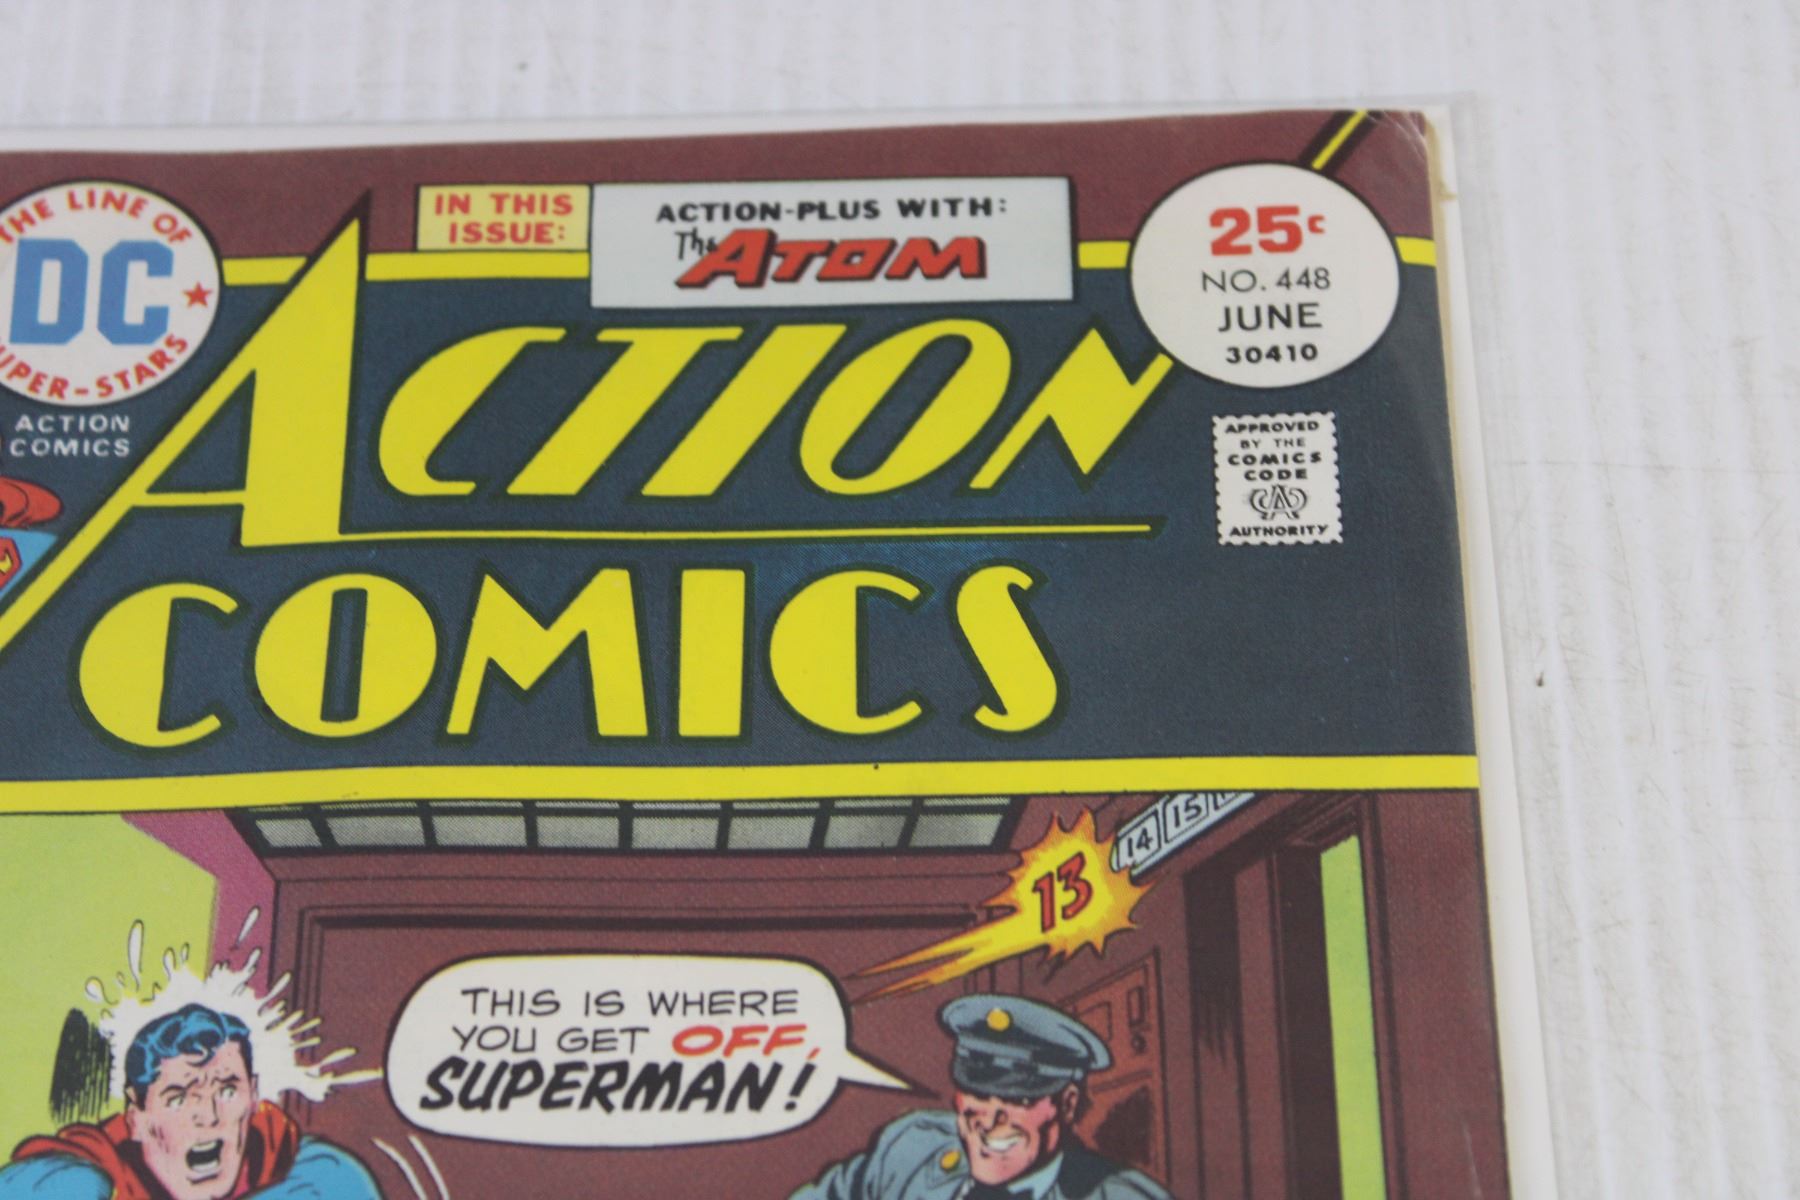 THE LINE OF
DC
SUPER-STARS
ACTION
COMICS
IN THIS
ISSUE:
ACTION-PLUS WITH:
The ATOM
25c
NO. 448
JUNE
30410
ACTION
COMICS
APPROVED
BY THE
COMICS
CODE
CA
AUTHORITY
13
14 15
THIS IS WHERE
YOU GET OFF,
SUPERMAN!